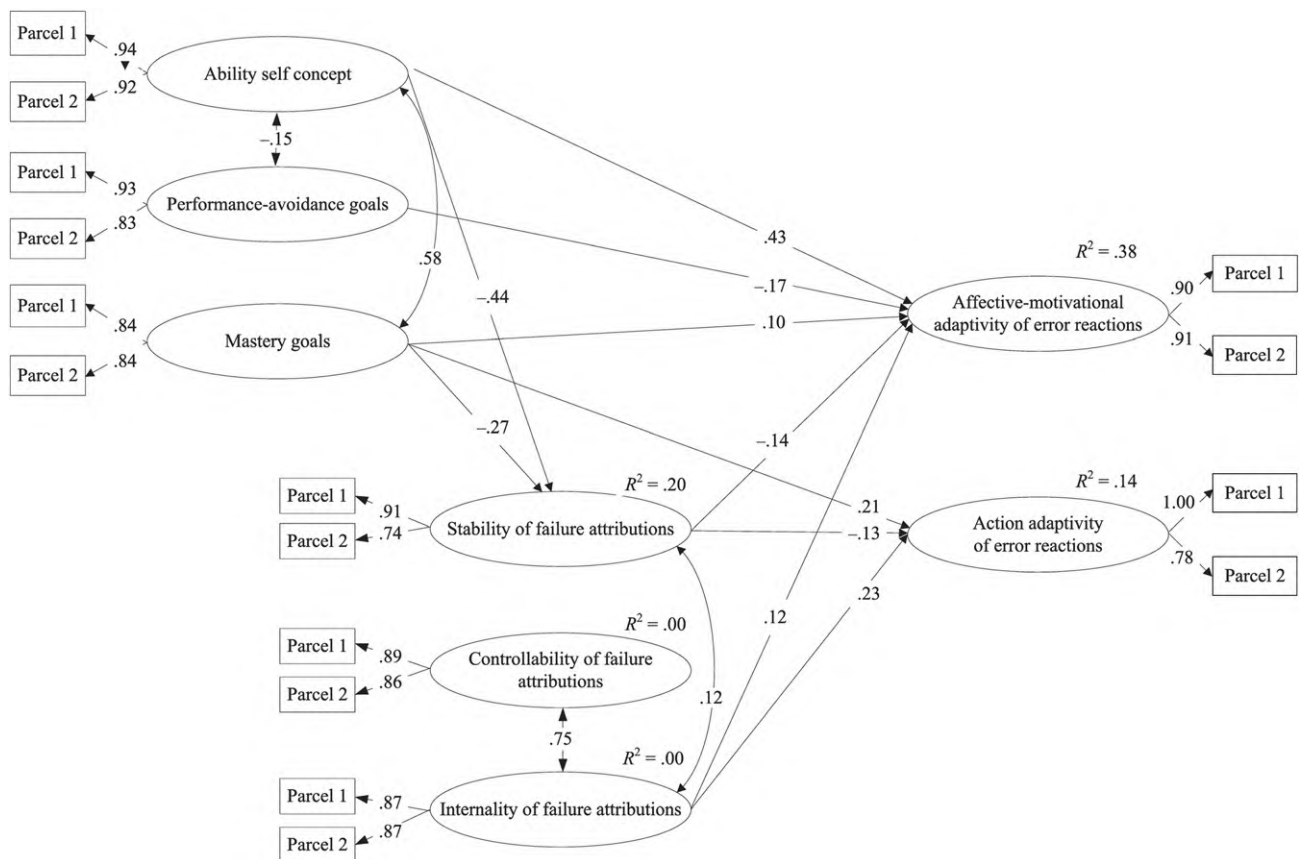 Parcel 1
.94
Ability self concept
.92
Parcel 2
–.15
Parcel 1
.93
Performance-avoidance goals
.83
Parcel 2
.58
.43
R² = .38
Parcel 1
.90
–.44
–.17
Affective-motivational
adaptivity of error reactions
Parcel 1
.84
Mastery goals
.10
.91
Parcel 2
.84
Parcel 2
–.27
–.14
R² = .20
R² = .14
Parcel 1
.91
Stability of failure attributions
.21
1.00
Parcel 1
Parcel 2
.74
–.13
Action adaptivity
of error reactions
.78
Parcel 2
.23
R² = .00
.12
Parcel 1
.89
Controllability of failure
attributions
Parcel 2
.86
.12
.75
R² = .00
Parcel 1
.87
Internality of failure attributions
.87
Parcel 2